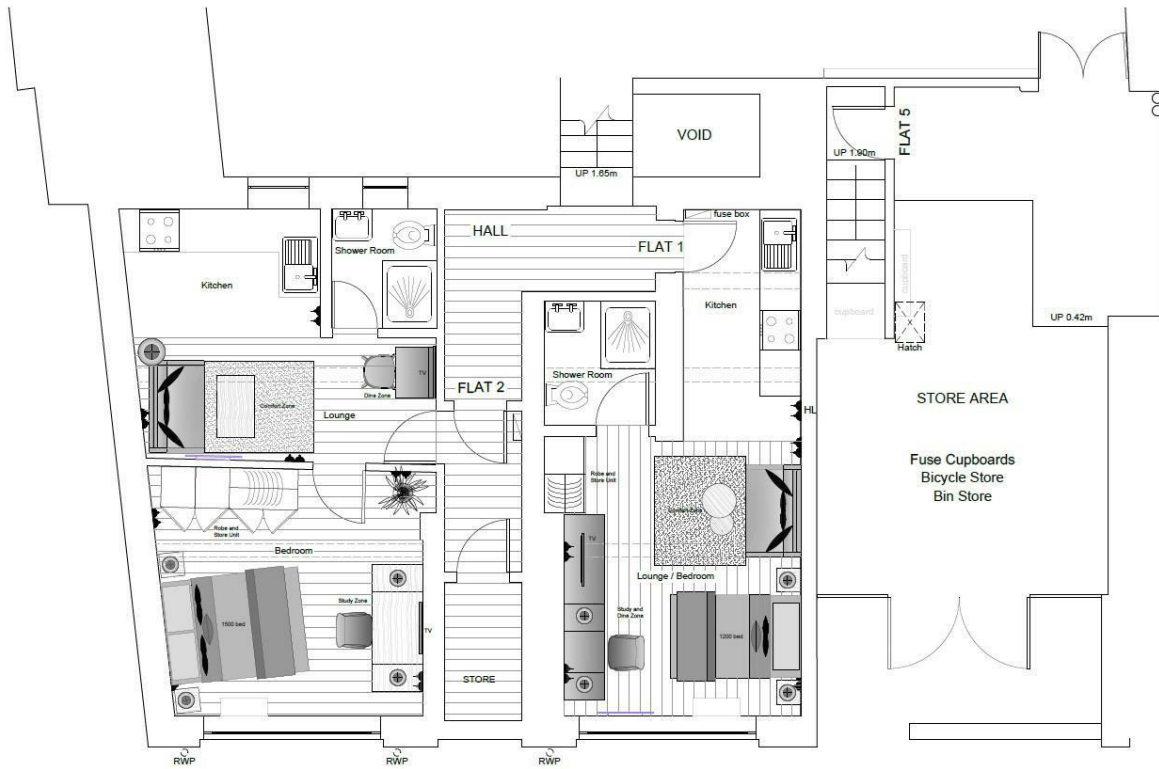 VOID
UP 1.65m
UP 1.90m
FLAT 5
fuse box
HALL
FLAT 1
Shower Room
Kitchen
Kitchen
cupboard
cupboard
Hatch
UP 0.42m
TV
Dine Zone
Comfort Zone
Lounge
FLAT 2
Shower Room
HL
STORE AREA
Fuse Cupboards
Bicycle Store
Bin Store
Robe and
Store Unit
Robe and
Store Unit
Comfort Zone
TV
Bedroom
Lounge / Bedroom
Study Zone
1500 bed
TV
Study and
Dine Zone
1200 bed
STORE
RWP
RWP
RWP